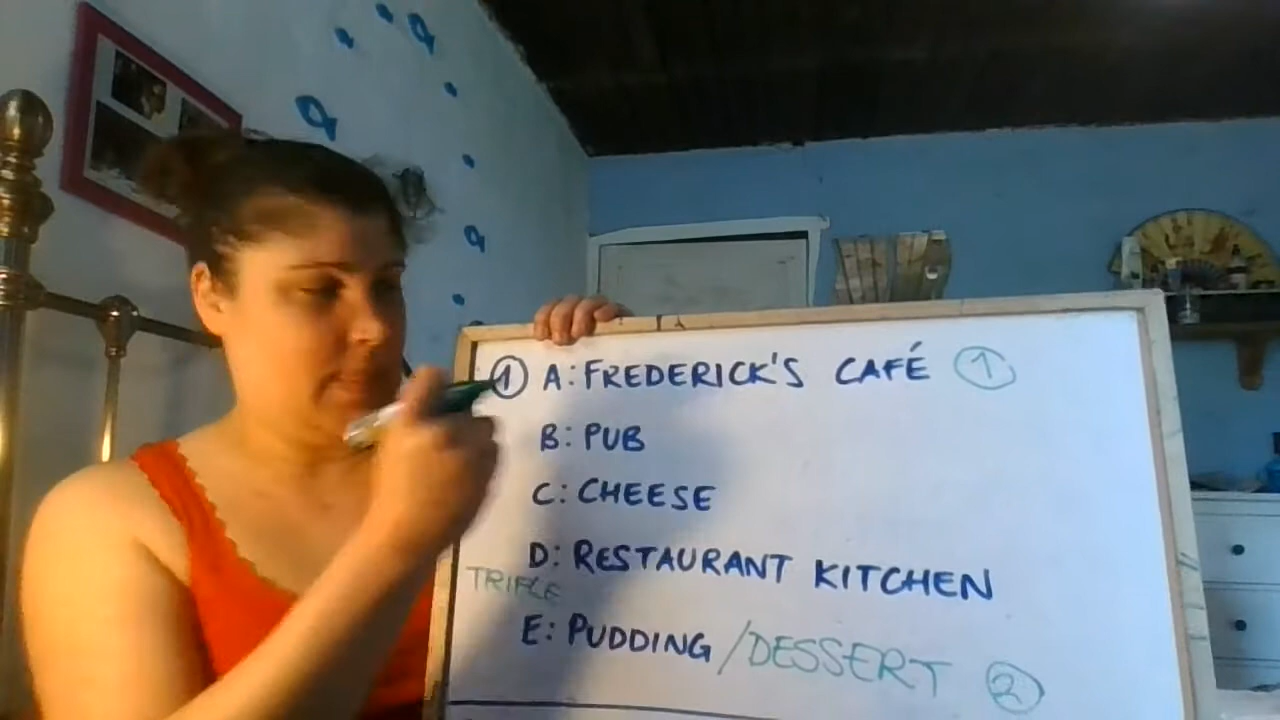 1 A: FREDERICK'S CAFÉ 1
B: PUB
C: CHEESE
D: RESTAURANT KITCHEN
TRIFLE
E: PUDDING / DESSERT 2